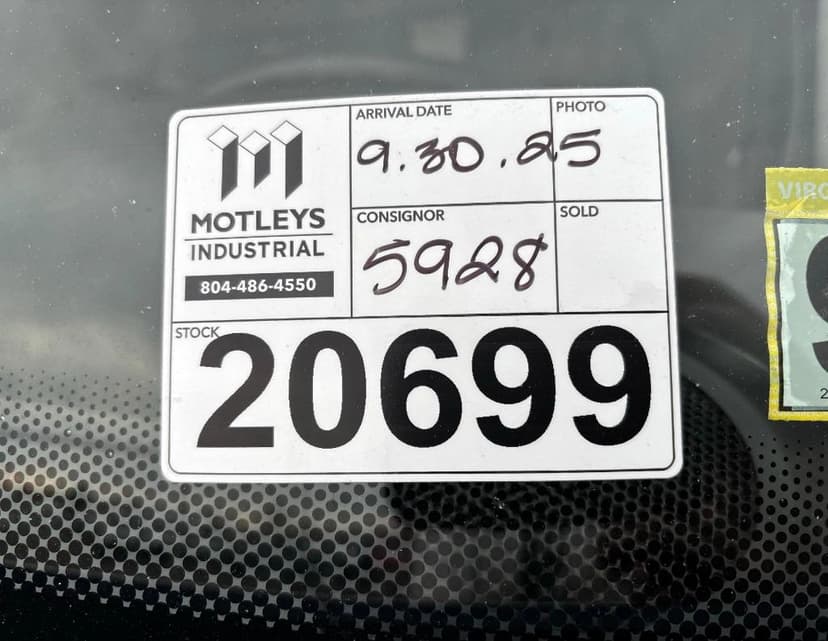 MOTLEYS
INDUSTRIAL
804-486-4550
ARRIVAL DATE
9.30.25
PHOTO
CONSIGNOR
5928
SOLD
STOCK
20699